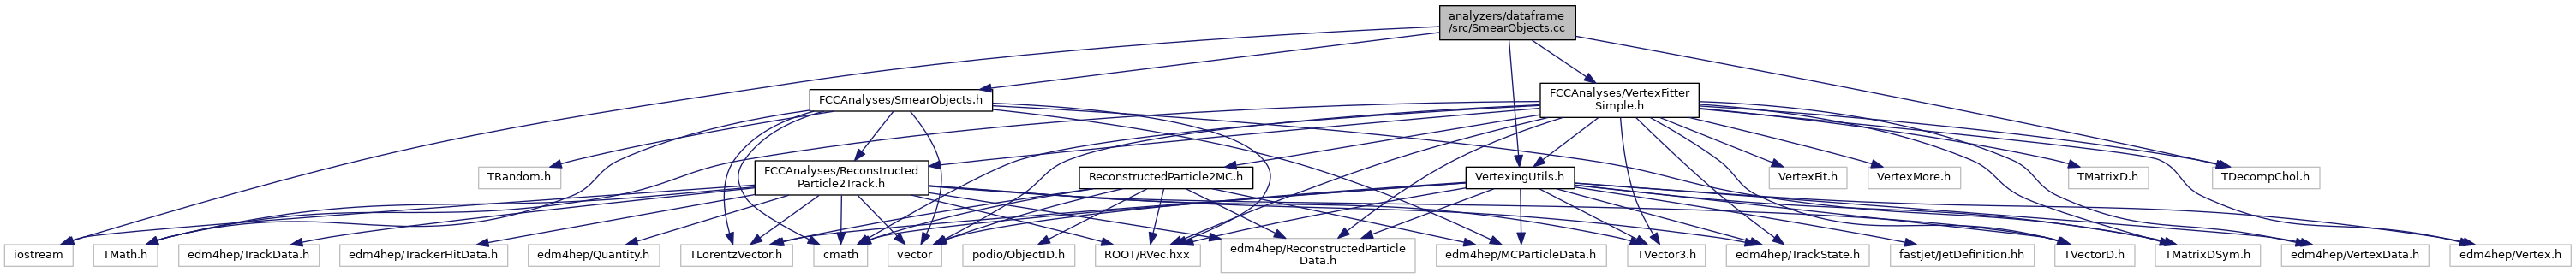 analyzers/dataframe
/src/SmearObjects.cc
FCCAnalyses/SmearObjects.h
FCCAnalyses/VertexFitter
Simple.h
TRandom.h
FCCAnalyses/Reconstructed
Particle2Track.h
ReconstructedParticle2MC.h
VertexingUtils.h
VertexFit.h
VertexMore.h
TMatrixD.h
TDecompChol.h
iostream
TMath.h
edm4hep/TrackData.h
edm4hep/TrackerHitData.h
edm4hep/Quantity.h
TLorentzVector.h
cmath
vector
podio/ObjectID.h
ROOT/RVec.hxx
edm4hep/ReconstructedParticle
Data.h
edm4hep/MCParticleData.h
TVector3.h
edm4hep/TrackState.h
fastjet/JetDefinition.hh
TVectorD.h
TMatrixDSym.h
edm4hep/VertexData.h
edm4hep/Vertex.h